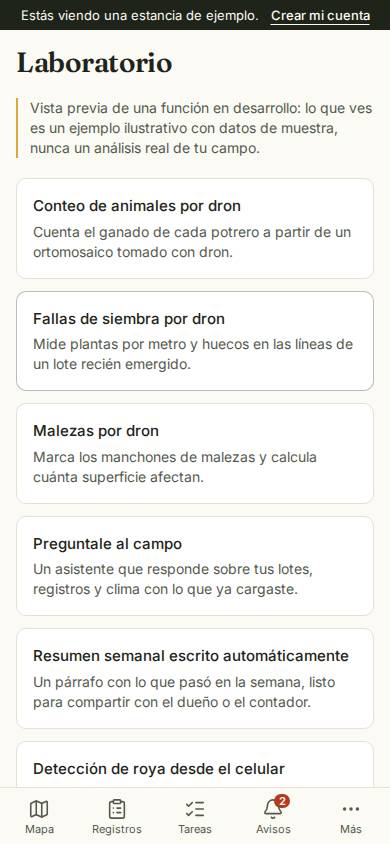 Estás viendo una estancia de ejemplo. Crear mi cuenta
Laboratorio
Vista previa de una función en desarrollo: lo que ves
es un ejemplo ilustrativo con datos de muestra,
nunca un análisis real de tu campo.
Conteo de animales por dron
Cuenta el ganado de cada potrero a partir de un
ortomosaico tomado con dron.
Fallas de siembra por dron
Mide plantas por metro y huecos en las líneas de
un lote recién emergido.
Malezas por dron
Marca los manchones de malezas y calcula
cuánta superficie afectan.
Preguntale al campo
Un asistente que responde sobre tus lotes,
registros y clima con lo que ya cargaste.
Resumen semanal escrito automáticamente
Un párrafo con lo que pasó en la semana, listo
para compartir con el dueño o el contador.
Detección de roya desde el celular
2
Mapa Registros Tareas Avisos Más